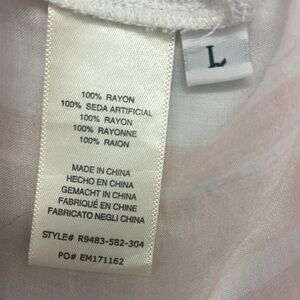 L
100% RAYON
100% SEDA ARTIFICIAL
100% RAYON
100% RAYONNE
100% RAION
MADE IN CHINA
HECHO EN CHINA
GEMACHT IN CHINA
FABRIQUÉ EN CHINE
FABRICATO NEGLI CHINA
STYLE# R9483-582-304
PO# EM171162